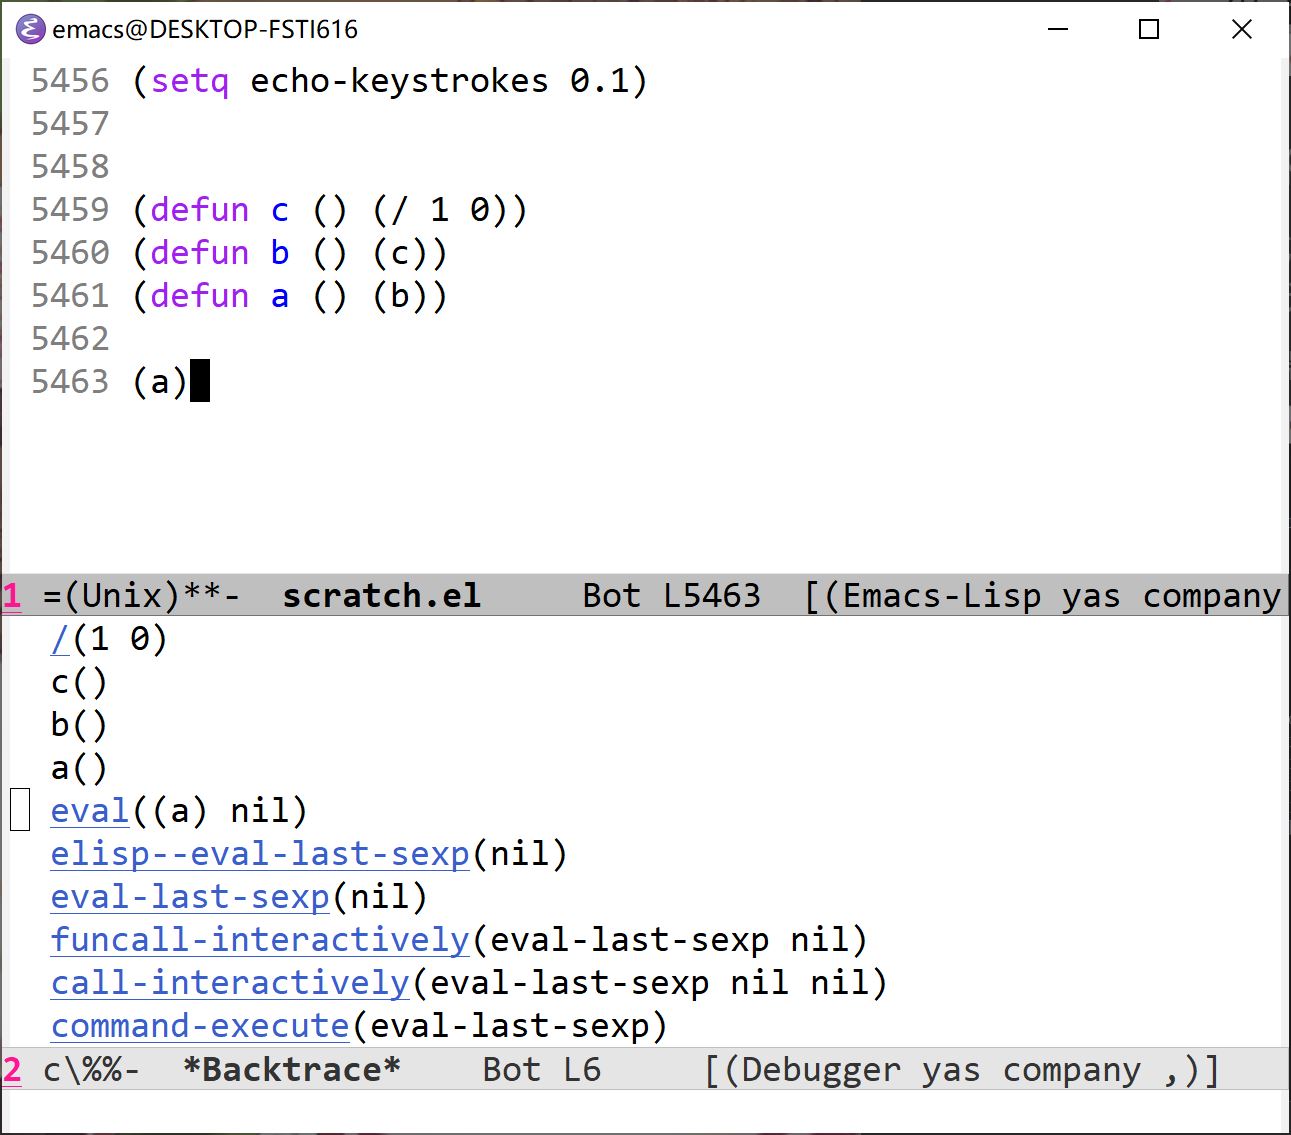 emacs@DESKTOP-FSTI616
5456 (setq echo-keystrokes 0.1)
5457
5458
5459 (defun c () (/ 1 0))
5460 (defun b () (c))
5461 (defun a () (b))
5462
5463 (a)
1 =(Unix)**-  scratch.el     Bot L5463  [(Emacs-Lisp yas company
/(1 0)
c()
b()
a()
eval((a) nil)
elisp--eval-last-sexp(nil)
eval-last-sexp(nil)
funcall-interactively(eval-last-sexp nil)
call-interactively(eval-last-sexp nil nil)
command-execute(eval-last-sexp)
2 c\%%-  *Backtrace*    Bot L6     [(Debugger yas company ,)]